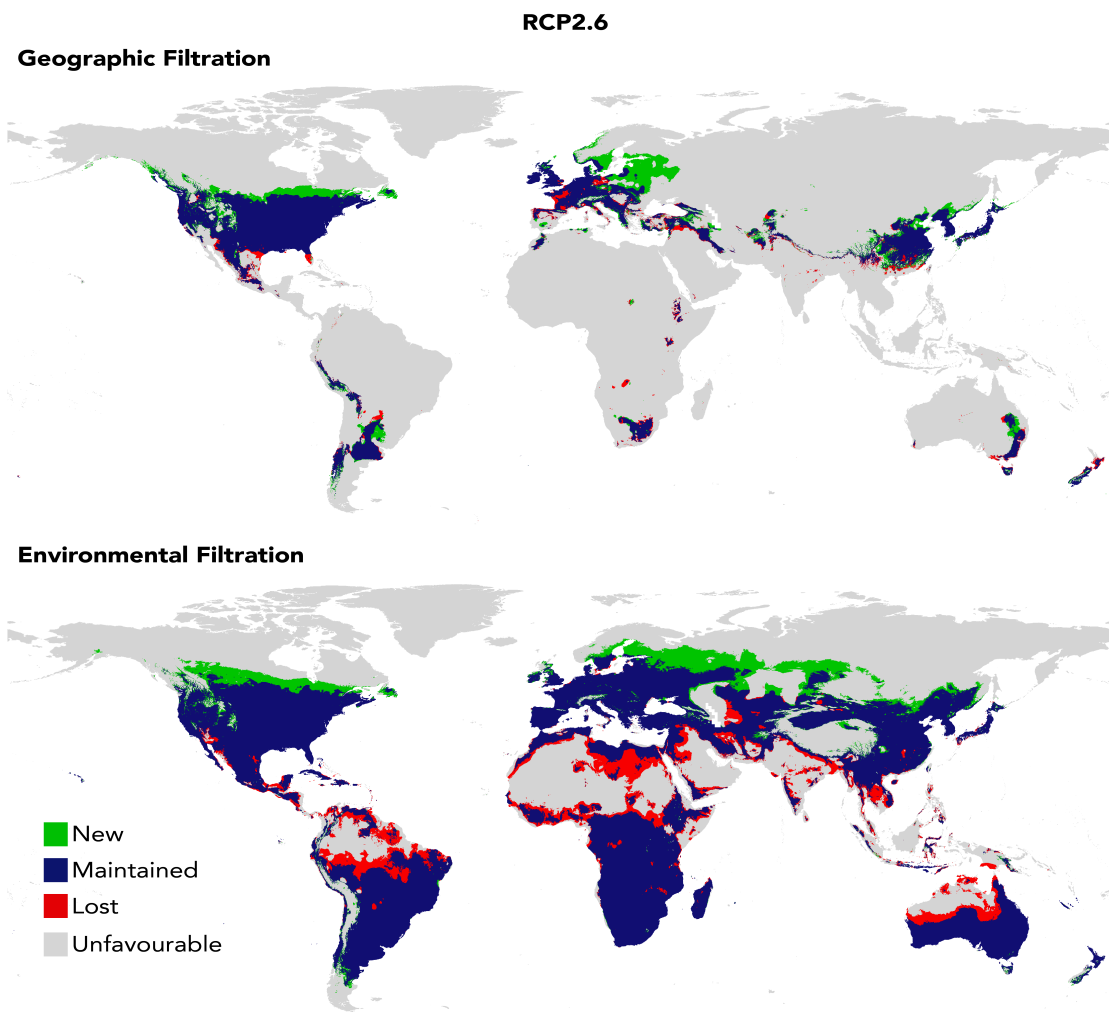 RCP2.6
Geographic Filtration
Environmental Filtration
New
Maintained
Lost
Unfavourable